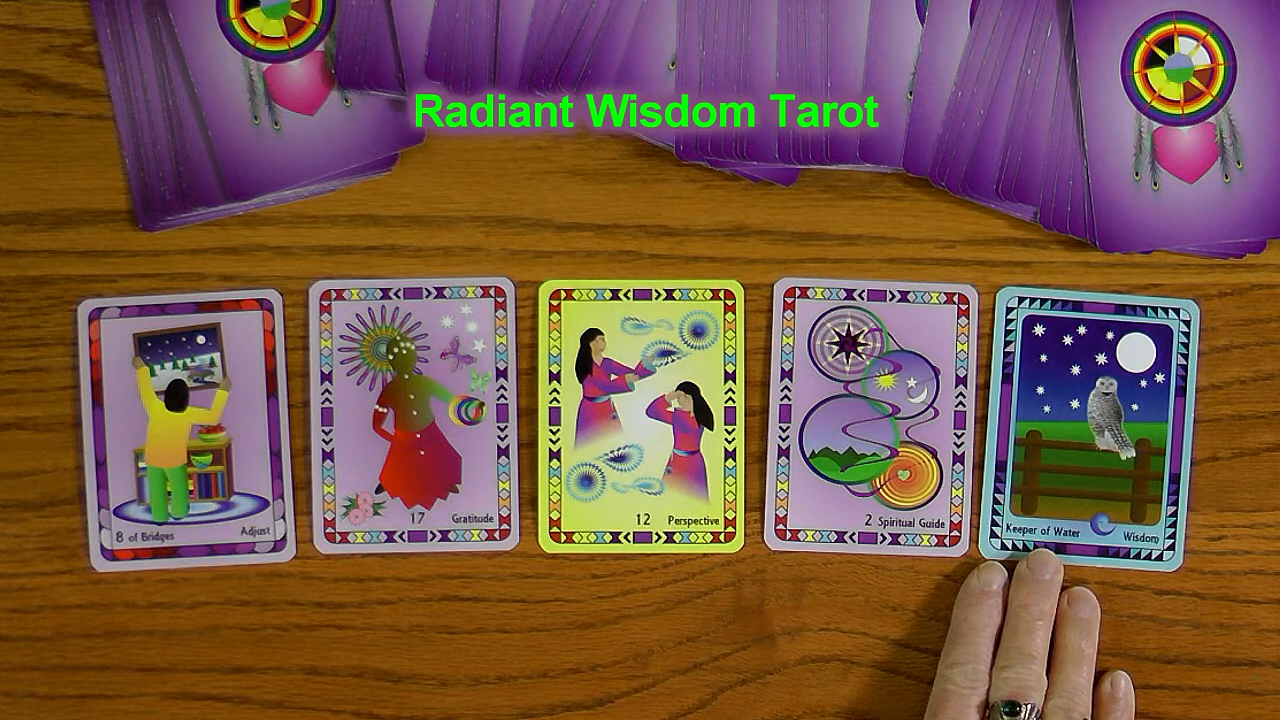 Radiant Wisdom Tarot
8 of Bridges Adjust
17 Gratitude
12 Perspective
2 Spiritual Guide
Keeper of Water Wisdom